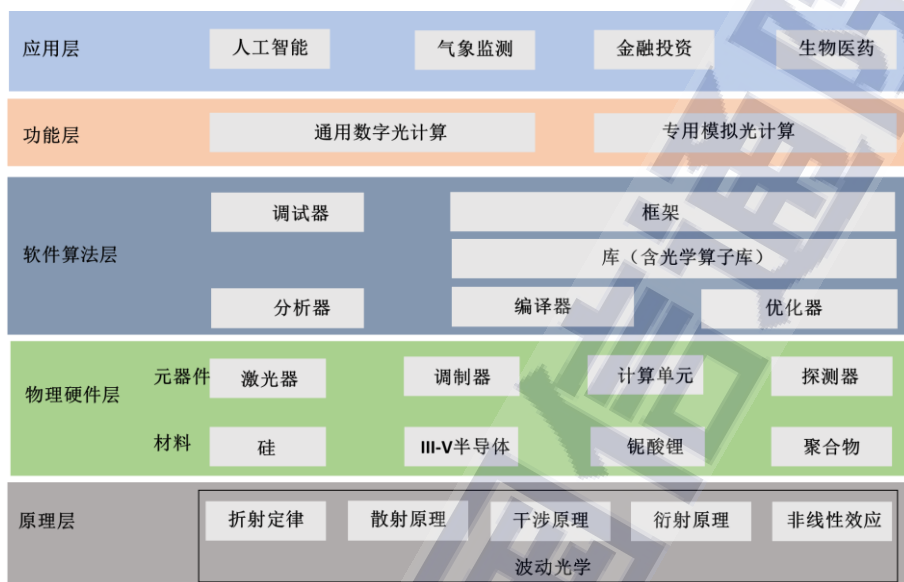 应用层 人工智能 气象监测 金融投资 生物医药
功能层 通用数字光计算 专用模拟光计算
软件算法层
调试器 框架
库（含光学算子库）
分析器 编译器 优化器
物理硬件层
元器件 激光器 调制器 计算单元 探测器
材料 硅 III-V半导体 铌酸锂 聚合物
原理层 折射定律 散射原理 干涉原理 衍射原理 非线性效应
波动光学